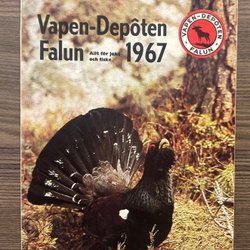 Vapen-Depôten
Falun Allt för jakt och fiske 1967
VAPEN-DEPÔTEN
FALUN